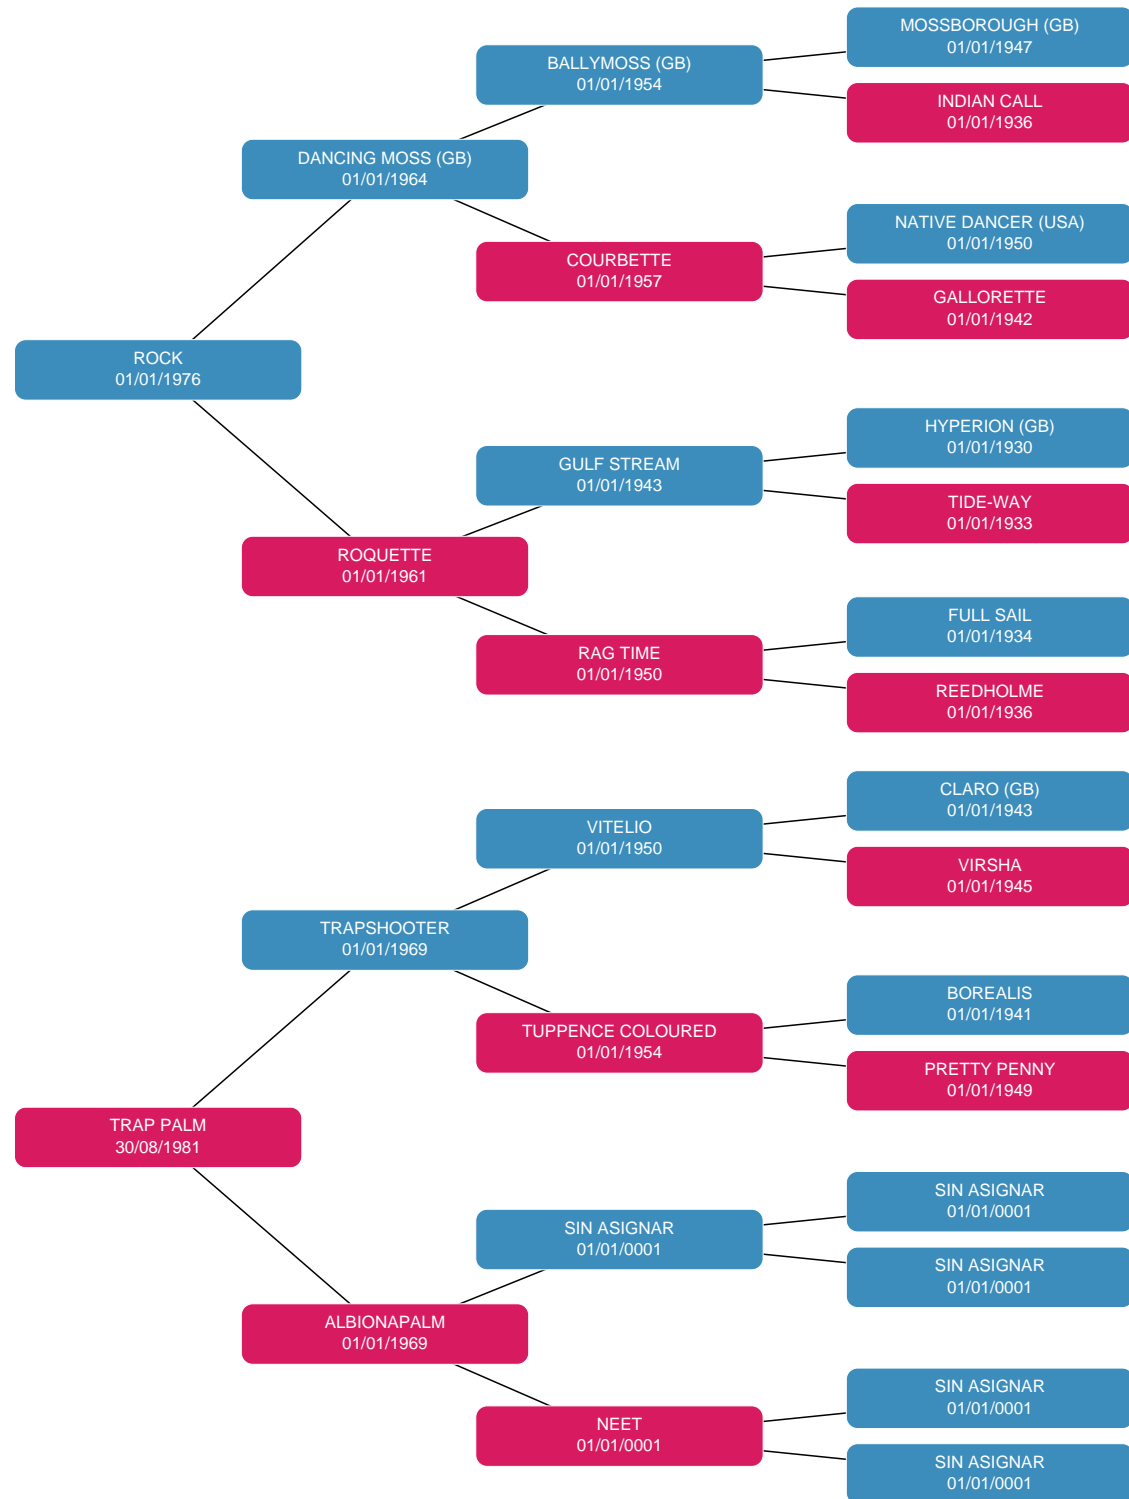 MOSSBOROUGH (GB)
01/01/1947
BALLYMOSS (GB)
01/01/1954
INDIAN CALL
01/01/1936
DANCING MOSS (GB)
01/01/1964
NATIVE DANCER (USA)
01/01/1950
COURBETTE
01/01/1957
GALLORETTE
01/01/1942
ROCK
01/01/1976
HYPERION (GB)
01/01/1930
GULF STREAM
01/01/1943
TIDE-WAY
01/01/1933
ROQUETTE
01/01/1961
FULL SAIL
01/01/1934
RAG TIME
01/01/1950
REEDHOLME
01/01/1936
CLARO (GB)
01/01/1943
VITELIO
01/01/1950
VIRSHA
01/01/1945
TRAPSHOOTER
01/01/1969
BOREALIS
01/01/1941
TUPPENCE COLOURED
01/01/1954
PRETTY PENNY
01/01/1949
TRAP PALM
30/08/1981
SIN ASIGNAR
01/01/0001
SIN ASIGNAR
01/01/0001
SIN ASIGNAR
01/01/0001
ALBIONAPALM
01/01/1969
SIN ASIGNAR
01/01/0001
NEET
01/01/0001
SIN ASIGNAR
01/01/0001